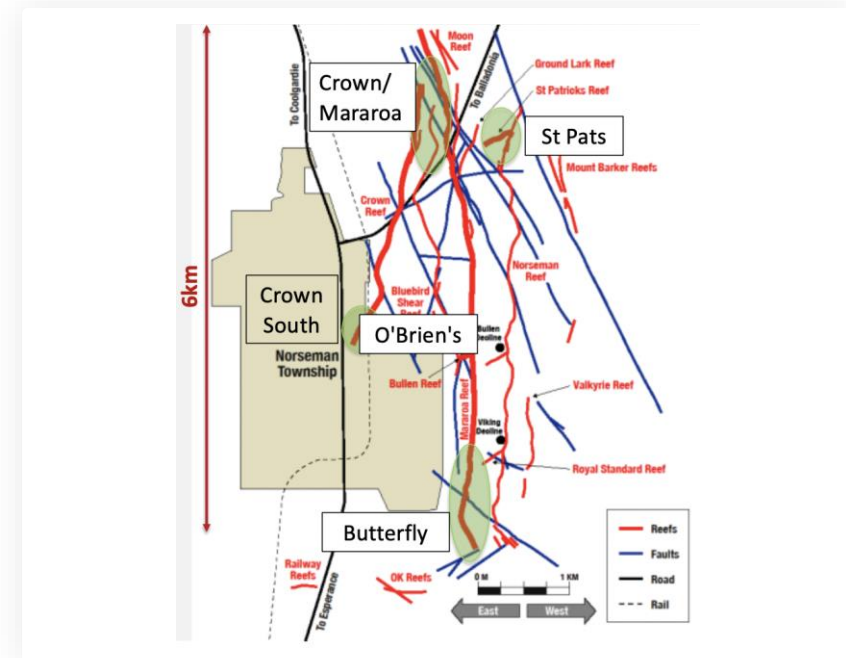 Moon
Reef
To Coolgardie
To Balladonia
Ground Lark Reef
Crown/
Mararoa
St Patricks Reef
St Pats
Mount Barker Reefs
Crown
Reef
6km
Norseman
Reef
Crown
South
Bluebird
Shear
O'Brien's
Bullen
Decline
Norseman
Township
Bullen Reef
Valkyrie Reef
Mararoa Reef
Viking
Decline
Royal Standard Reef
Butterfly
Railway
Reefs
OK Reefs
To Esperance
0 M
1 KM
East
West
Reefs
Faults
Road
Rail